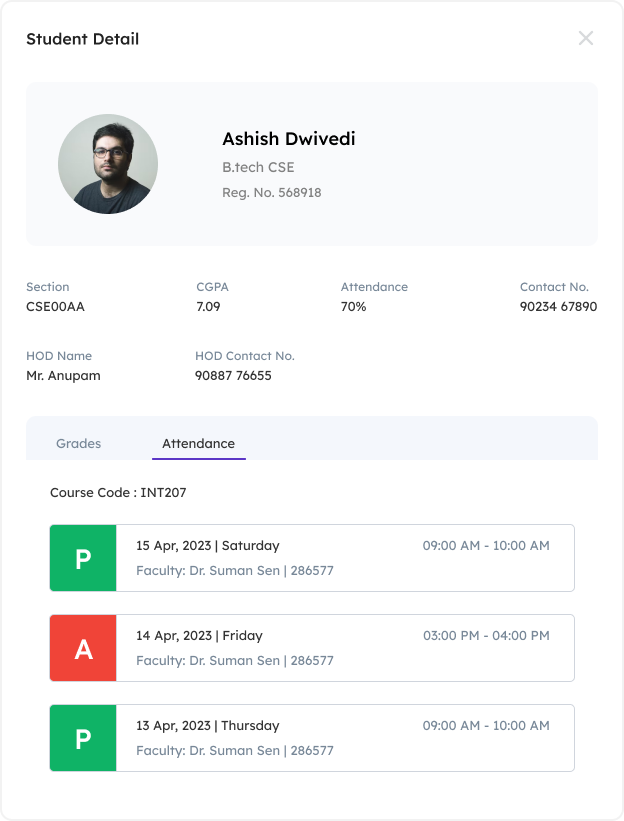 Student Detail
Ashish Dwivedi
B.tech CSE
Reg. No. 568918
Section
CGPA
Attendance
Contact No.
CSE00AA
7.09
70%
90234 67890
HOD Name
HOD Contact No.
Mr. Anupam
90887 76655
Grades
Attendance
Course Code : INT207
P
15 Apr, 2023 | Saturday
09:00 AM - 10:00 AM
Faculty: Dr. Suman Sen | 286577
A
14 Apr, 2023 | Friday
03:00 PM - 04:00 PM
Faculty: Dr. Suman Sen | 286577
P
13 Apr, 2023 | Thursday
09:00 AM - 10:00 AM
Faculty: Dr. Suman Sen | 286577